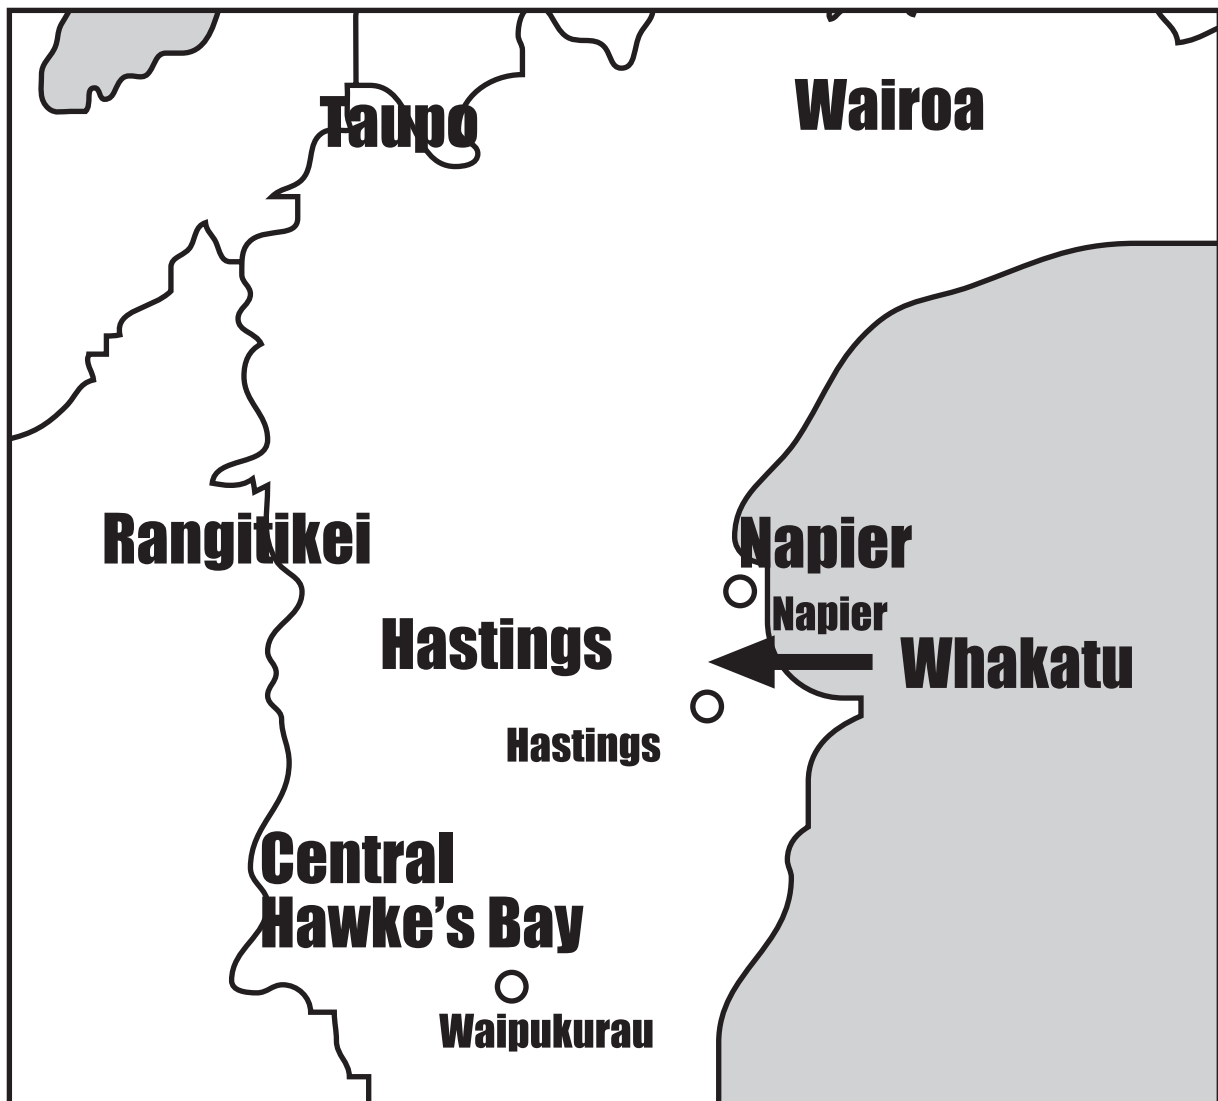 Taupo
Wairoa
Rangitikei
Napier
Napier
Hastings
Whakatu
Hastings
Central
Hawke’s Bay
Waipukurau